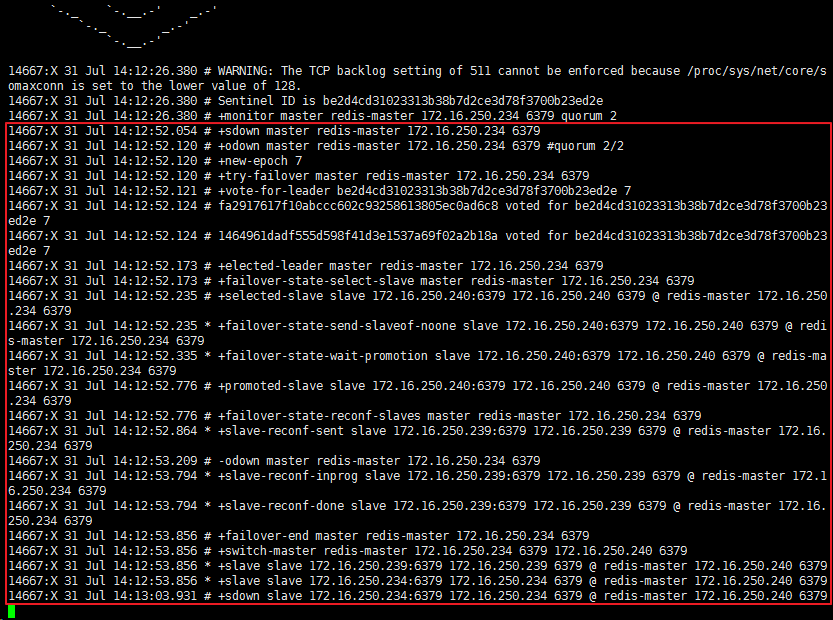 14667:X 31 Jul 14:12:26.380 # WARNING: The TCP backlog setting of 511 cannot be enforced because /proc/sys/net/core/s
omaxconn is set to the lower value of 128.
14667:X 31 Jul 14:12:26.380 # Sentinel ID is be2d4cd31023313b38b7d2ce3d78f3700b23ed2e
14667:X 31 Jul 14:12:26.380 # +monitor master redis-master 172.16.250.234 6379 quorum 2
14667:X 31 Jul 14:12:52.054 # +sdown master redis-master 172.16.250.234 6379
14667:X 31 Jul 14:12:52.120 # +odown master redis-master 172.16.250.234 6379 #quorum 2/2
14667:X 31 Jul 14:12:52.120 # +new-epoch 7
14667:X 31 Jul 14:12:52.120 # +try-failover master redis-master 172.16.250.234 6379
14667:X 31 Jul 14:12:52.121 # +vote-for-leader be2d4cd31023313b38b7d2ce3d78f3700b23ed2e 7
14667:X 31 Jul 14:12:52.124 # fa2917617f10abccc602c93258613805ec0ad6c8 voted for be2d4cd31023313b38b7d2ce3d78f3700b23
ed2e 7
14667:X 31 Jul 14:12:52.124 # 1464961dadf555d598f41d3e1537a69f02a2b18a voted for be2d4cd31023313b38b7d2ce3d78f3700b23
ed2e 7
14667:X 31 Jul 14:12:52.173 # +elected-leader master redis-master 172.16.250.234 6379
14667:X 31 Jul 14:12:52.173 # +failover-state-select-slave master redis-master 172.16.250.234 6379
14667:X 31 Jul 14:12:52.235 # +selected-slave slave 172.16.250.240:6379 172.16.250.240 6379 @ redis-master 172.16.250
.234 6379
14667:X 31 Jul 14:12:52.235 * +failover-state-send-slaveof-noone slave 172.16.250.240:6379 172.16.250.240 6379 @ redi
s-master 172.16.250.234 6379
14667:X 31 Jul 14:12:52.335 * +failover-state-wait-promotion slave 172.16.250.240:6379 172.16.250.240 6379 @ redis-ma
ster 172.16.250.234 6379
14667:X 31 Jul 14:12:52.776 # +promoted-slave slave 172.16.250.240:6379 172.16.250.240 6379 @ redis-master 172.16.250
.234 6379
14667:X 31 Jul 14:12:52.776 # +failover-state-reconf-slaves master redis-master 172.16.250.234 6379
14667:X 31 Jul 14:12:52.864 * +slave-reconf-sent slave 172.16.250.239:6379 172.16.250.239 6379 @ redis-master 172.16.
250.234 6379
14667:X 31 Jul 14:12:53.209 # -odown master redis-master 172.16.250.234 6379
14667:X 31 Jul 14:12:53.794 * +slave-reconf-inprog slave 172.16.250.239:6379 172.16.250.239 6379 @ redis-master 172.1
6.250.234 6379
14667:X 31 Jul 14:12:53.794 * +slave-reconf-done slave 172.16.250.239:6379 172.16.250.239 6379 @ redis-master 172.16.
250.234 6379
14667:X 31 Jul 14:12:53.856 # +failover-end master redis-master 172.16.250.234 6379
14667:X 31 Jul 14:12:53.856 # +switch-master redis-master 172.16.250.234 6379 172.16.250.240 6379
14667:X 31 Jul 14:12:53.856 * +slave slave 172.16.250.239:6379 172.16.250.239 6379 @ redis-master 172.16.250.240 6379
14667:X 31 Jul 14:12:53.856 * +slave slave 172.16.250.234:6379 172.16.250.234 6379 @ redis-master 172.16.250.240 6379
14667:X 31 Jul 14:13:03.931 # +sdown slave 172.16.250.234:6379 172.16.250.234 6379 @ redis-master 172.16.250.240 6379